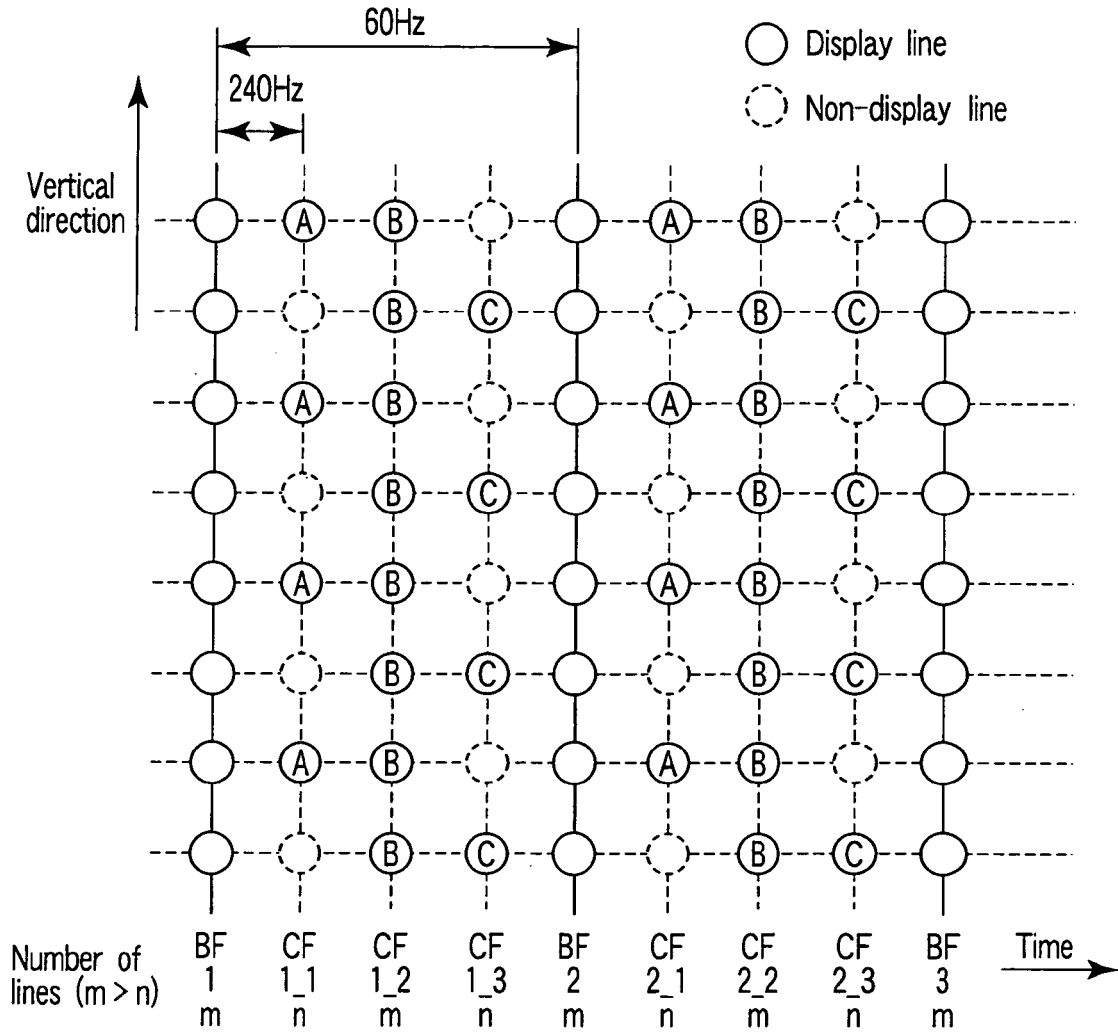 60Hz
Display line
240Hz
Non-display line
Vertical
direction
A B A B
B C B C
A B A B
B C B C
A B A B
B C B C
A B A B
B C B C
Number of
lines (m > n)
BF CF CF CF BF CF CF CF BF
1 1_1 1_2 1_3 2 2_1 2_2 2_3 3
m n m n m n m n m
Time